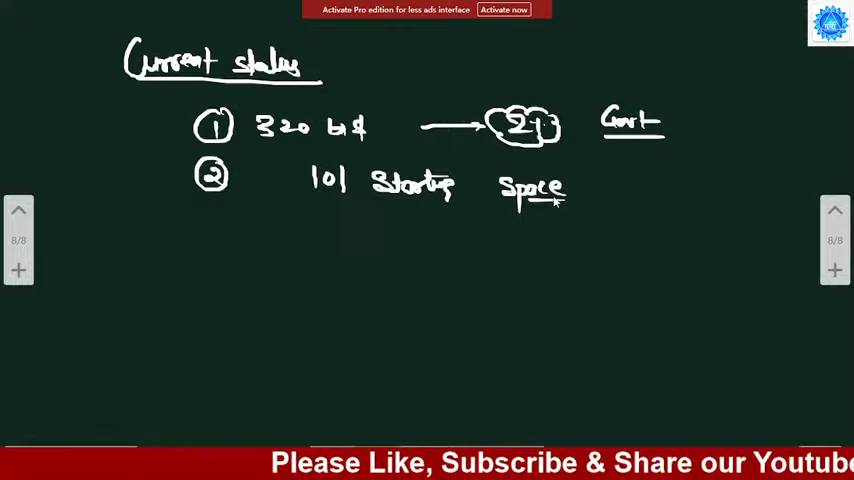 Activate Pro edition for less ads interface Activate now
Current status
1 320 b $ → 2% Govt
2 101 Startup Space
8/8
8/8
Please Like, Subscribe & Share our Youtube